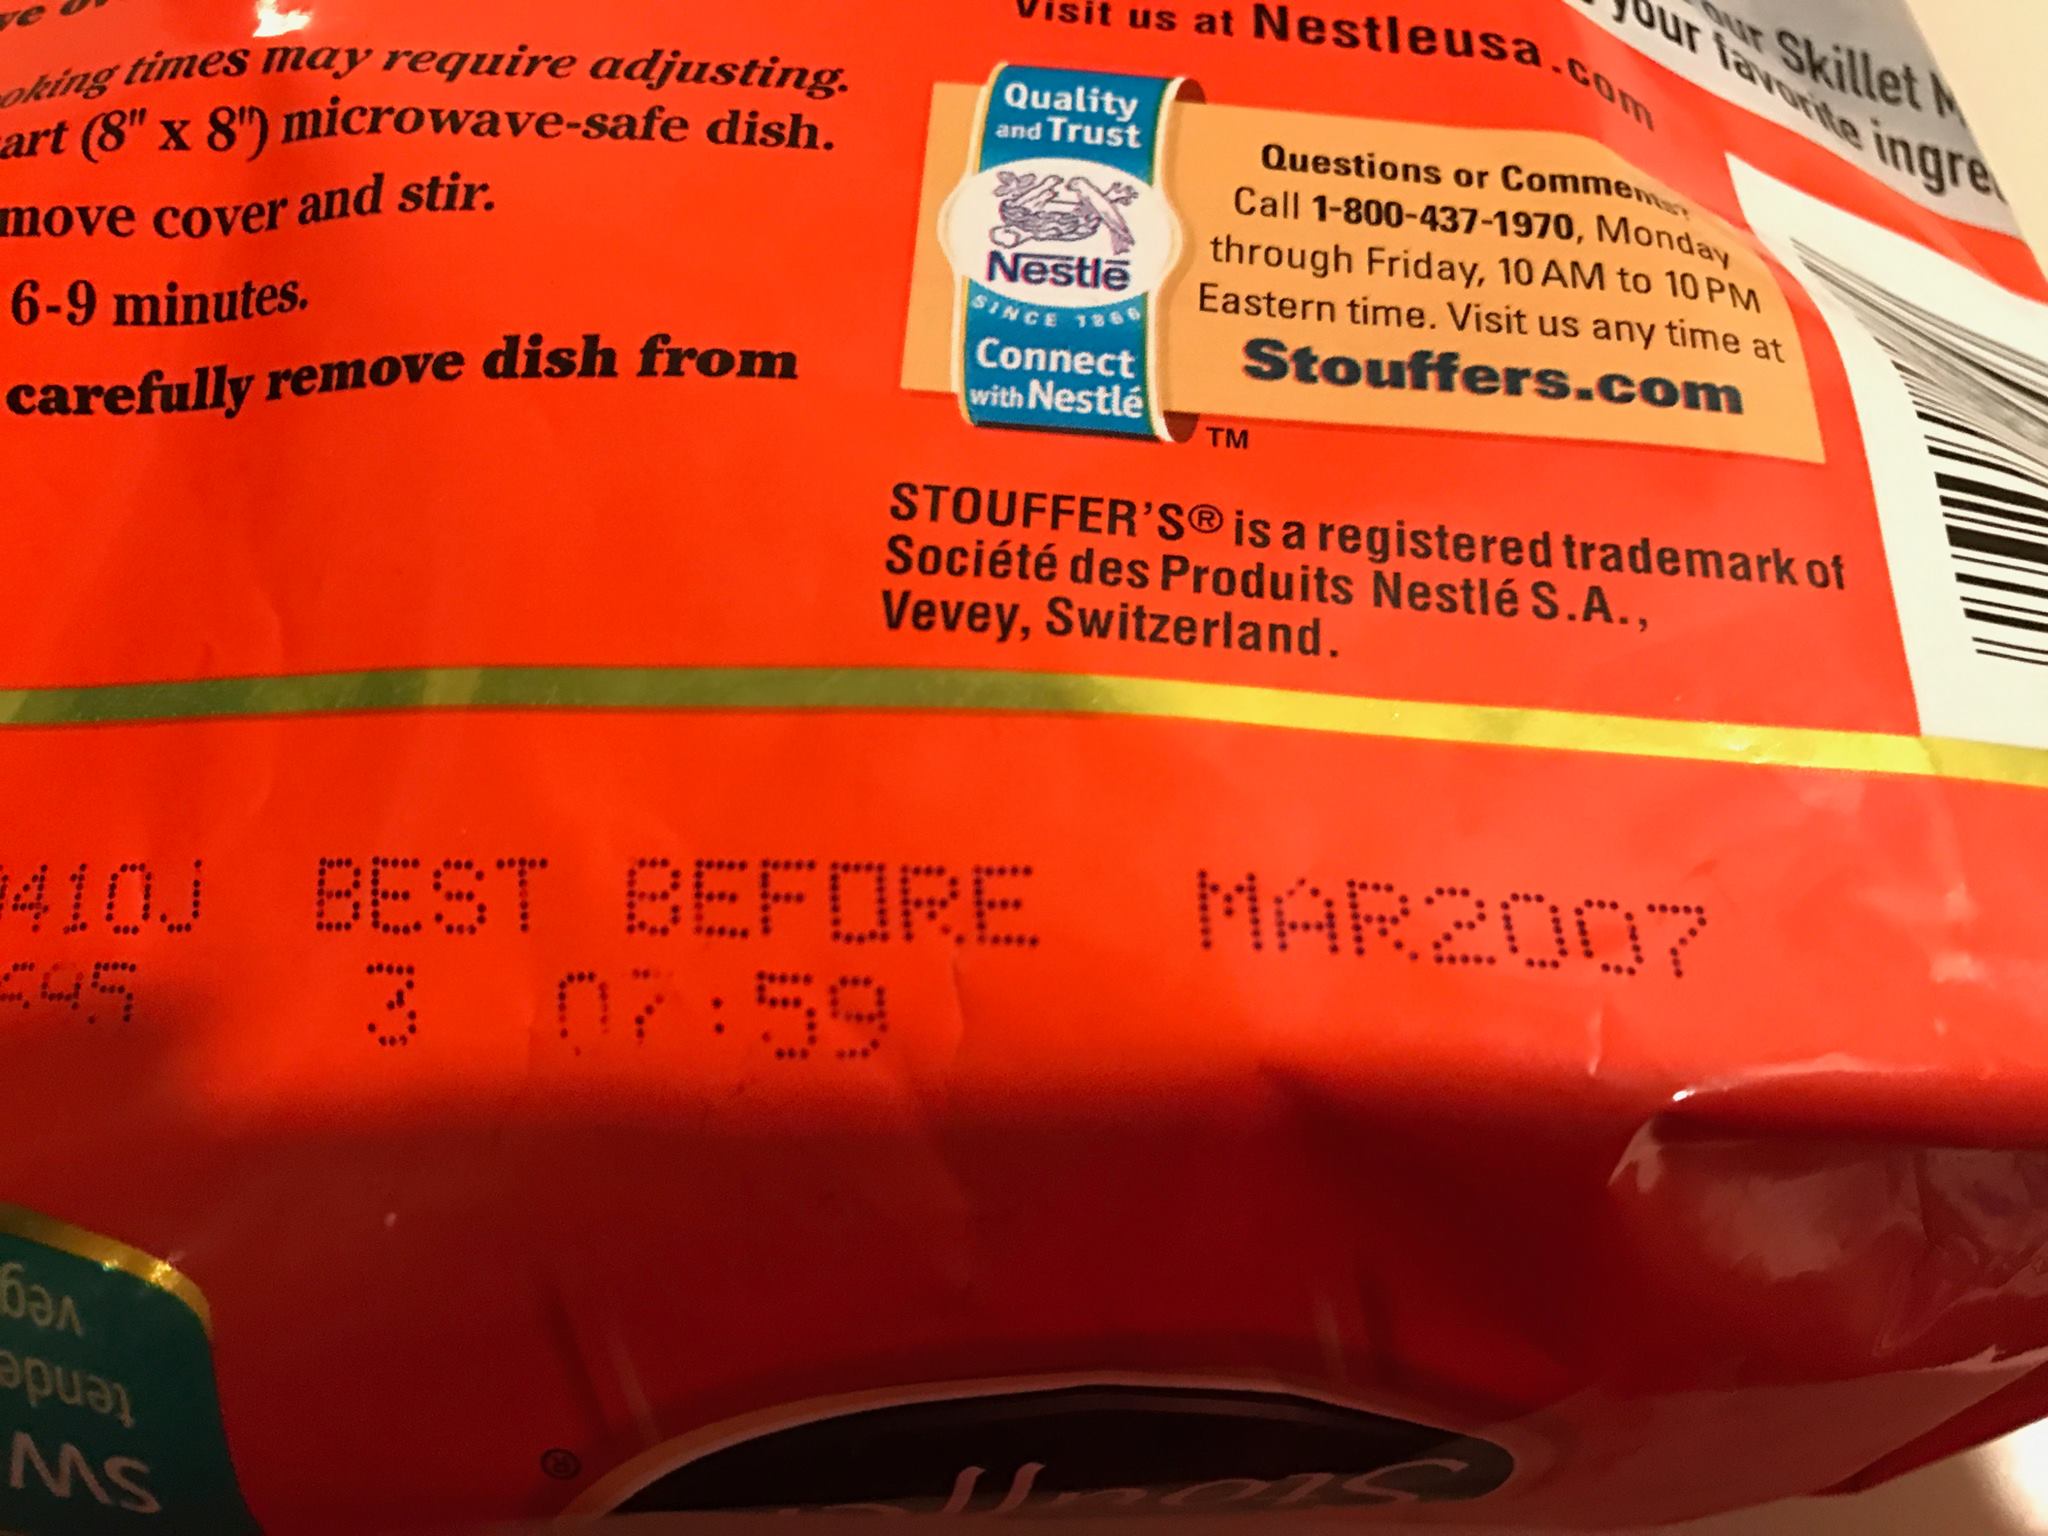 times may require adjusting.
(8" x 8") microwave-safe dish.
cover and stir.
6-9 minutes.
carefully remove dish from
Visit us at Nestleusa.com
Quality
and Trust
Nestlé
SINCE 1866
Connect
with Nestlé
TM
Questions or Comments?
Call 1-800-437-1970, Monday
through Friday, 10 AM to 10 PM
Eastern time. Visit us any time at
Stouffers.com
STOUFFER'S® is a registered trademark of
Société des Produits Nestlé S.A.,
Vevey, Switzerland.
Skillet
your favorite
410J BEST BEFORE MAR2007
3 07:59
veg
tende
sw
®
Stouff